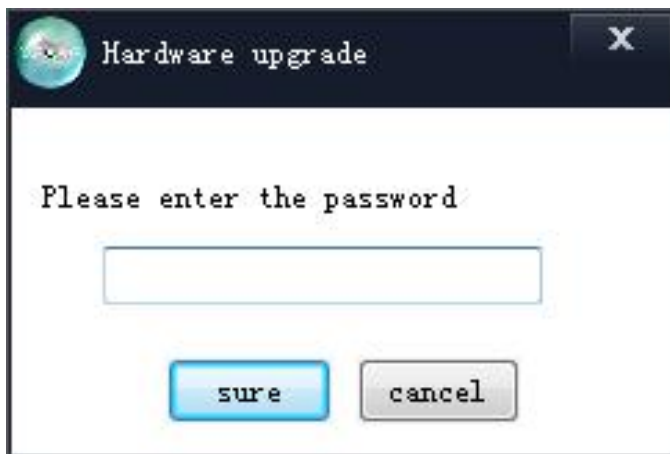 Hardware upgrade
X
Please enter the password
sure
cancel